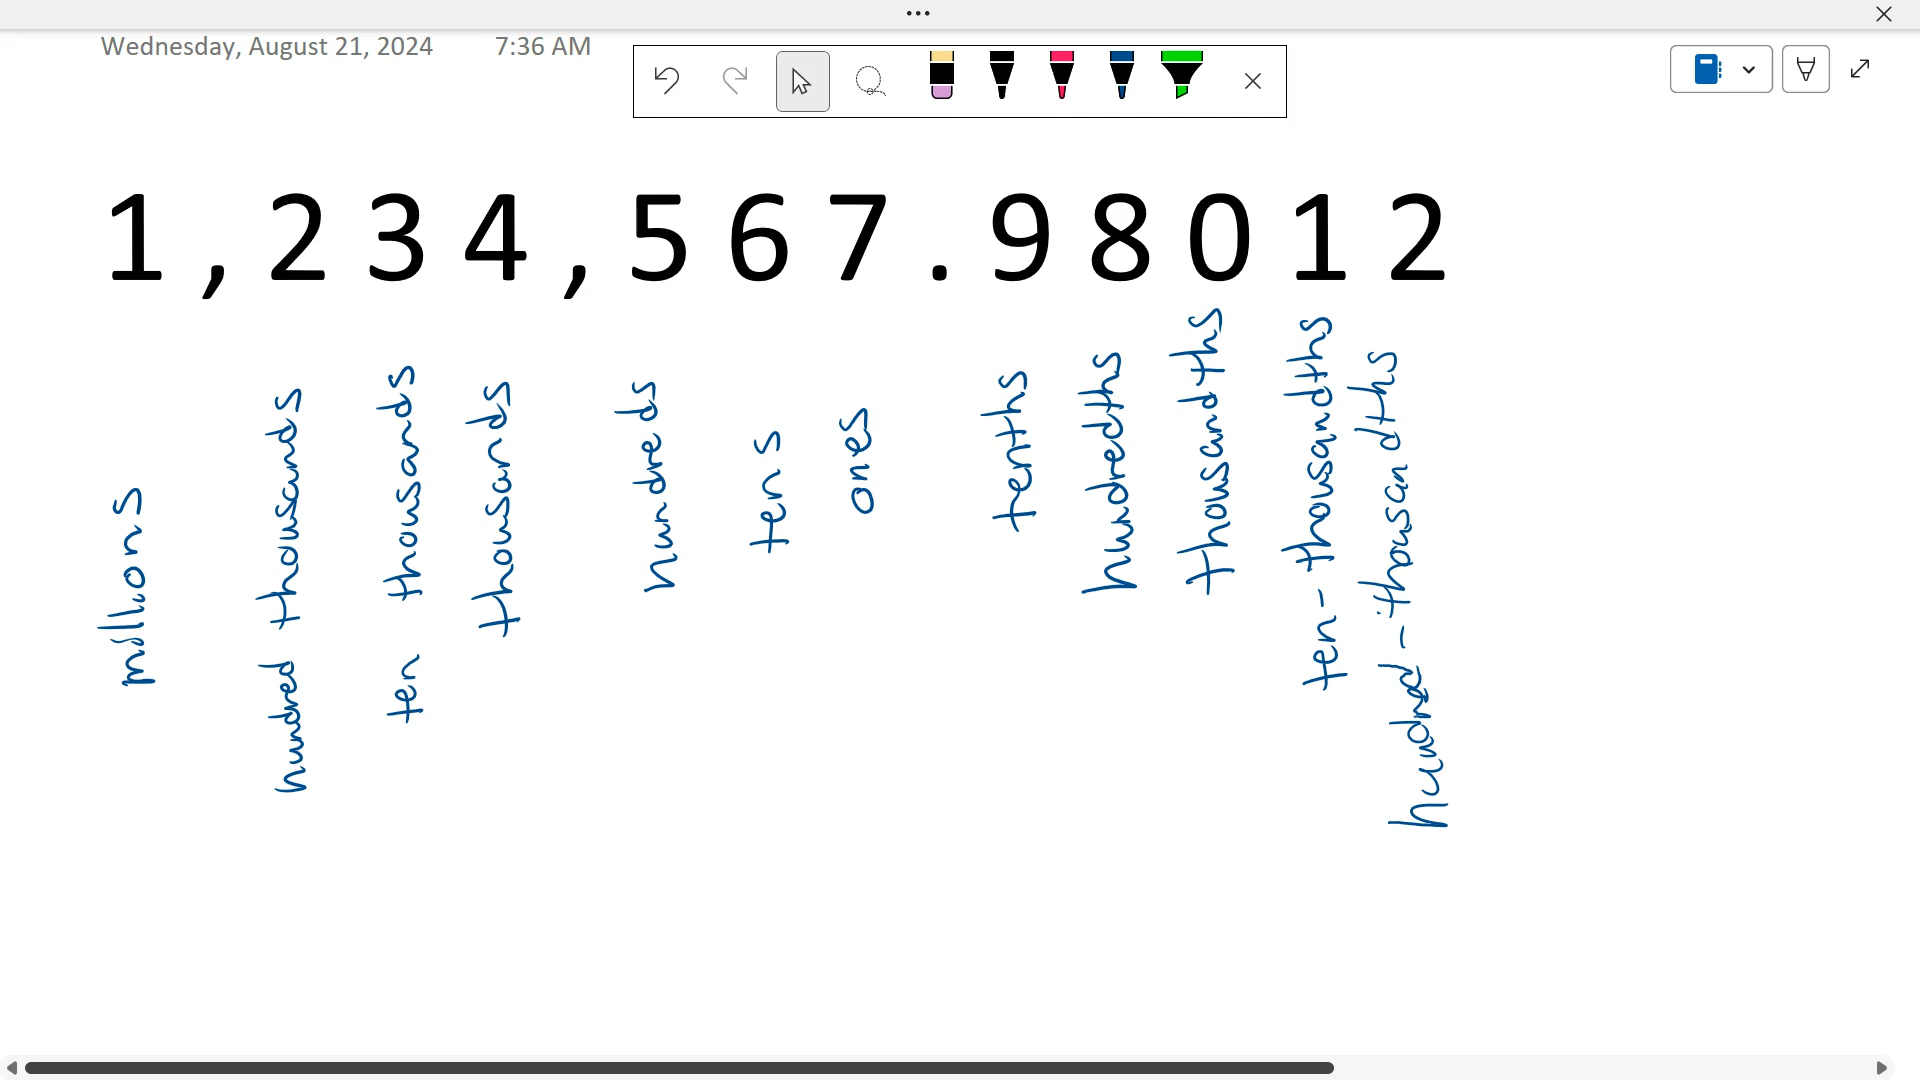 Wednesday, August 21, 2024 7:36 AM
1,234,567.98012
millions
hundred thousands
ten thousands
thousands
hundreds
tens
ones
tenths
hundredths
thousandths
ten-thousandths
hundred-thousandths